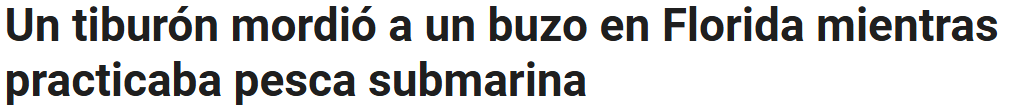 Un tiburón mordió a un buzo en Florida mientras
practicaba pesca submarina